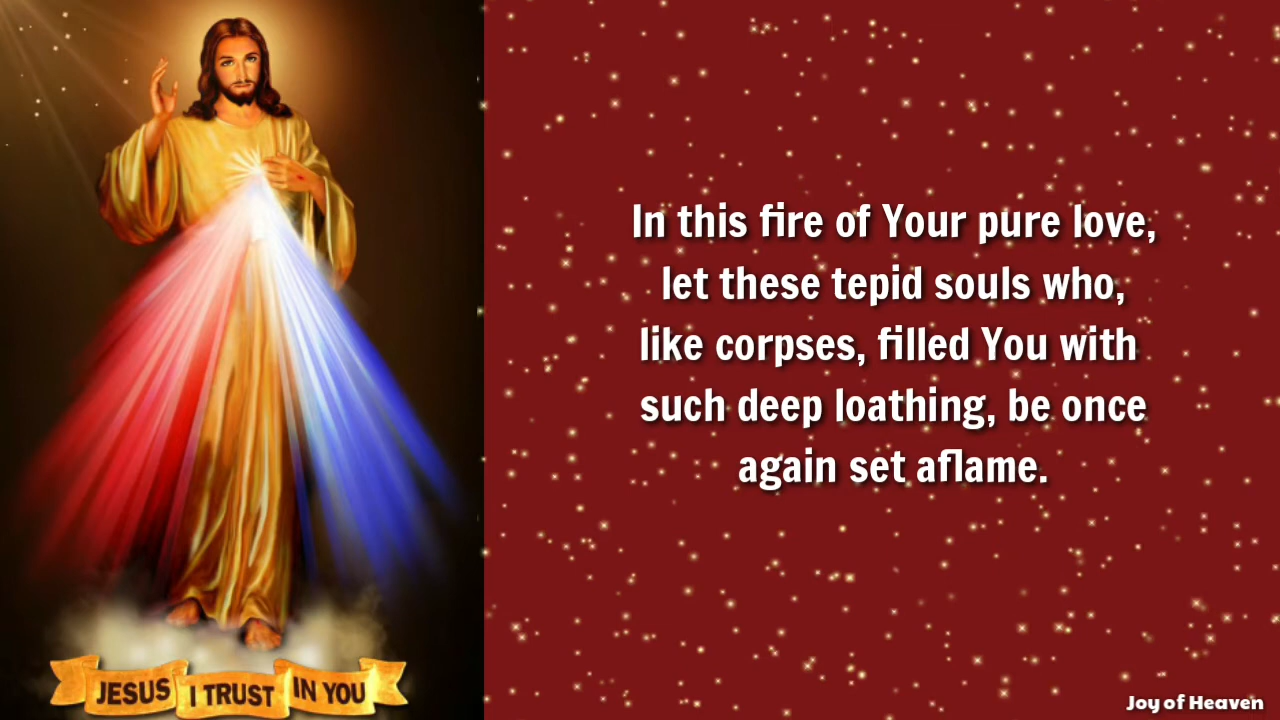 In this fire of Your pure love,
let these tepid souls who,
like corpses, filled You with
such deep loathing, be once
again set aflame.
JESUS I TRUST IN YOU
Joy of Heaven